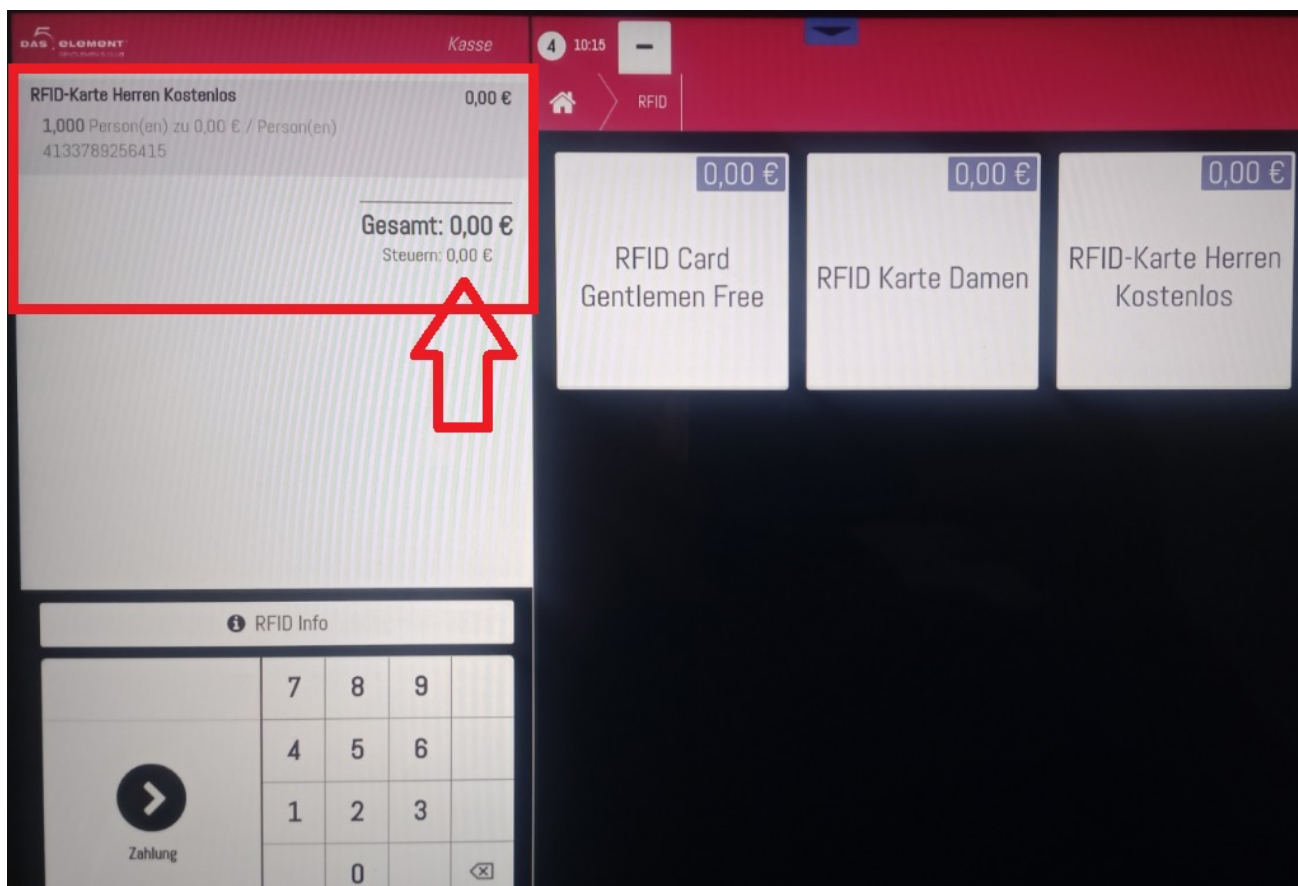 DAS 5 ELEMENT
Kasse
RFID-Karte Herren Kostenlos 0,00 €
1,000 Person(en) zu 0,00 € / Person(en)
4133789256415
Gesamt: 0,00 €
Steuern: 0,00 €
RFID Info
7 8 9
4 5 6
1 2 3
Zahlung
0
4 10:15
RFID
0,00 €
RFID Card
Gentlemen Free
0,00 €
RFID Karte Damen
0,00 €
RFID-Karte Herren
Kostenlos